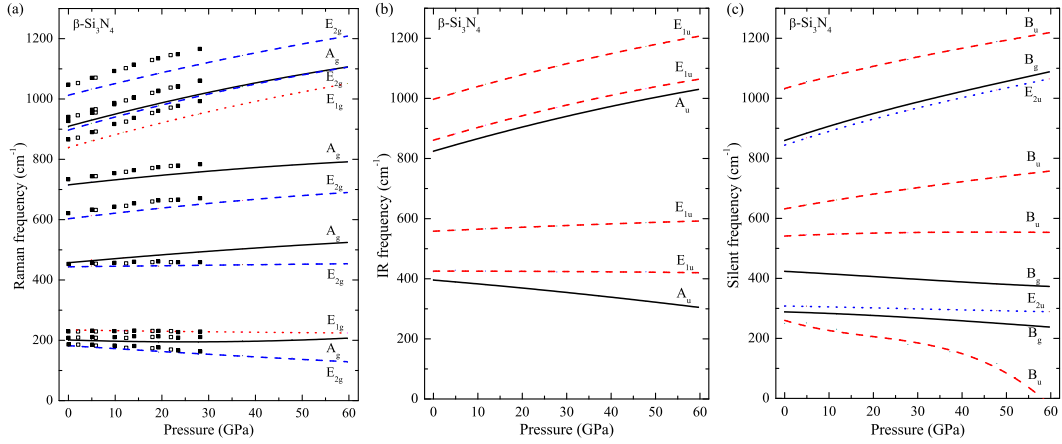 (a)
β-Si3N4
E2g
Ag
E2g
E1g
Ag
E2g
Ag
E2g
E1g
Ag
E2g
Raman frequency (cm-1)
1200
1000
800
600
400
200
0
0 10 20 30 40 50 60
Pressure (GPa)
(b)
β-Si3N4
E1u
E1u
Au
E1u
E1u
Au
IR frequency (cm-1)
1200
1000
800
600
400
200
0
0 10 20 30 40 50 60
Pressure (GPa)
(c)
β-Si3N4
Bu
Bg
E2u
Bu
Bu
Bg
E2u
Bg
Bu
Silent frequency (cm-1)
1200
1000
800
600
400
200
0
0 10 20 30 40 50 60
Pressure (GPa)